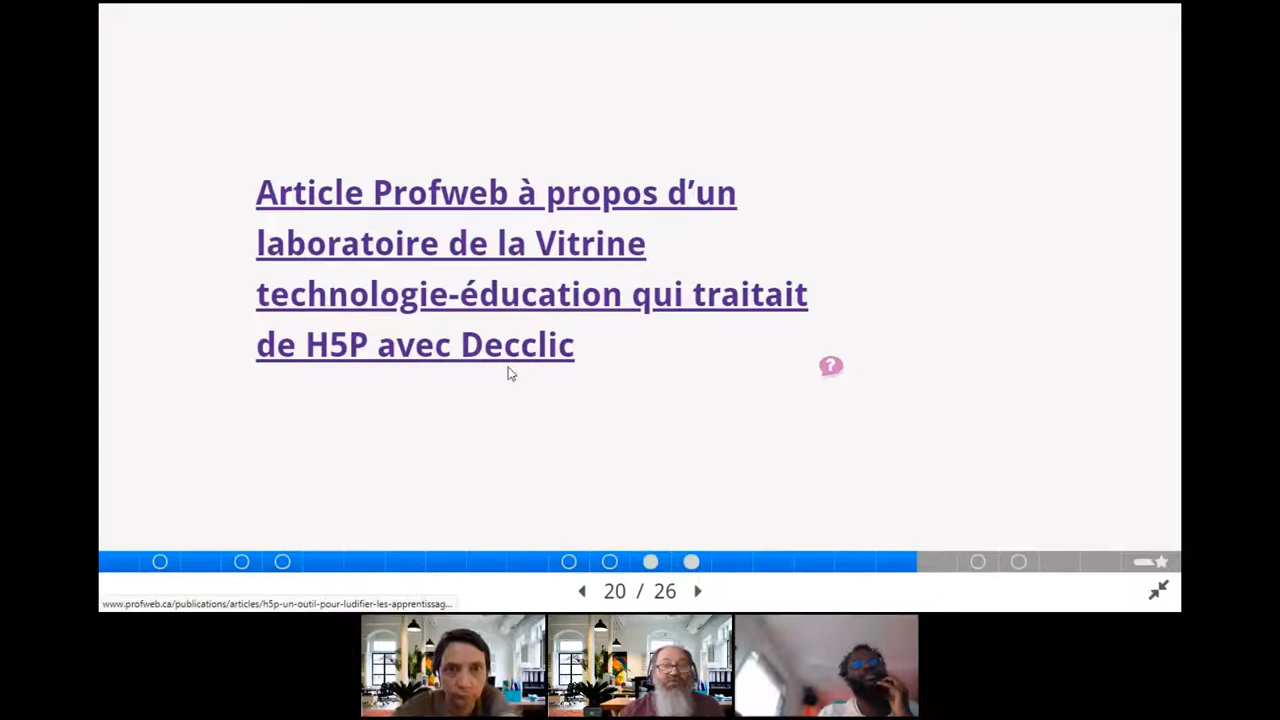 Article Profweb à propos d’un
laboratoire de la Vitrine
technologie-éducation qui traitait
de H5P avec Decclic
?
20 / 26
www.profweb.ca/publications/articles/h5p-un-outil-pour-ludifier-les-apprentissag...